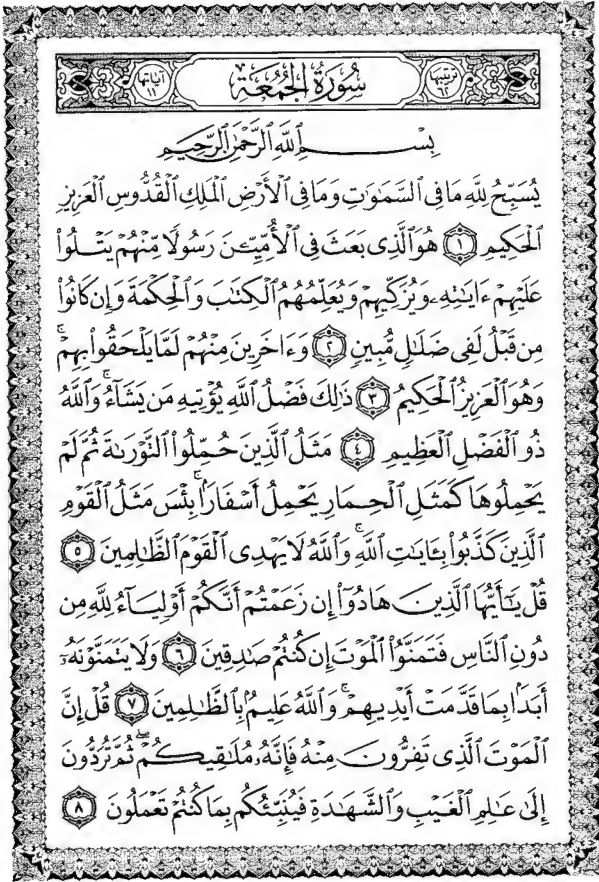 ترتيبها ٦٢ سُورَةُ الجُمُعَةِ آياتها ١١
بِسْمِ ٱللَّهِ ٱلرَّحْمَٰنِ ٱلرَّحِيمِ
يُسَبِّحُ لِلَّهِ مَا فِي ٱلسَّمَٰوَٰتِ وَمَا فِي ٱلْأَرْضِ ٱلْمَلِكِ ٱلْقُدُّوسِ ٱلْعَزِيزِ
ٱلْحَكِيمِ ١ هُوَ ٱلَّذِي بَعَثَ فِي ٱلْأُمِّيِّـۧنَ رَسُولًا مِّنْهُمْ يَتْلُوا۟
عَلَيْهِمْ ءَايَٰتِهِۦ وَيُزَكِّيهِمْ وَيُعَلِّمُهُمُ ٱلْكِتَٰبَ وَٱلْحِكْمَةَ وَإِن كَانُوا۟
مِن قَبْلُ لَفِي ضَلَٰلٍ مُّبِينٍ ٢ وَءَاخَرِينَ مِنْهُمْ لَمَّا يَلْحَقُوا۟ بِهِمْ ۚ
وَهُوَ ٱلْعَزِيزُ ٱلْحَكِيمُ ٣ ذَٰلِكَ فَضْلُ ٱللَّهِ يُؤْتِيهِ مَن يَشَآءُ ۚ وَٱللَّهُ
ذُو ٱلْفَضْلِ ٱلْعَظِيمِ ٤ مَثَلُ ٱلَّذِينَ حُمِّلُوا۟ ٱلتَّوْرَىٰةَ ثُمَّ لَمْ
يَحْمِلُوهَا كَمَثَلِ ٱلْحِمَارِ يَحْمِلُ أَسْفَارًۢا ۚ بِئْسَ مَثَلُ ٱلْقَوْمِ
ٱلَّذِينَ كَذَّبُوا۟ بِـَٔايَٰتِ ٱللَّهِ ۚ وَٱللَّهُ لَا يَهْدِي ٱلْقَوْمَ ٱلظَّٰلِمِينَ ٥
قُلْ يَٰٓأَيُّهَا ٱلَّذِينَ هَادُوٓا۟ إِن زَعَمْتُمْ أَنَّكُمْ أَوْلِيَآءُ لِلَّهِ مِن
دُونِ ٱلنَّاسِ فَتَمَنَّوُا۟ ٱلْمَوْتَ إِن كُنتُمْ صَٰدِقِينَ ٦ وَلَا يَتَمَنَّوْنَهُۥٓ
أَبَدًۢا بِمَا قَدَّمَتْ أَيْدِيهِمْ ۚ وَٱللَّهُ عَلِيمٌۢ بِٱلظَّٰلِمِينَ ٧ قُلْ إِنَّ
ٱلْمَوْتَ ٱلَّذِي تَفِرُّونَ مِنْهُ فَإِنَّهُۥ مُلَٰقِيكُمْ ۖ ثُمَّ تُرَدُّونَ
إِلَىٰ عَٰلِمِ ٱلْغَيْبِ وَٱلشَّهَٰدَةِ فَيُنَبِّئُكُم بِمَا كُنتُمْ تَعْمَلُونَ ٨